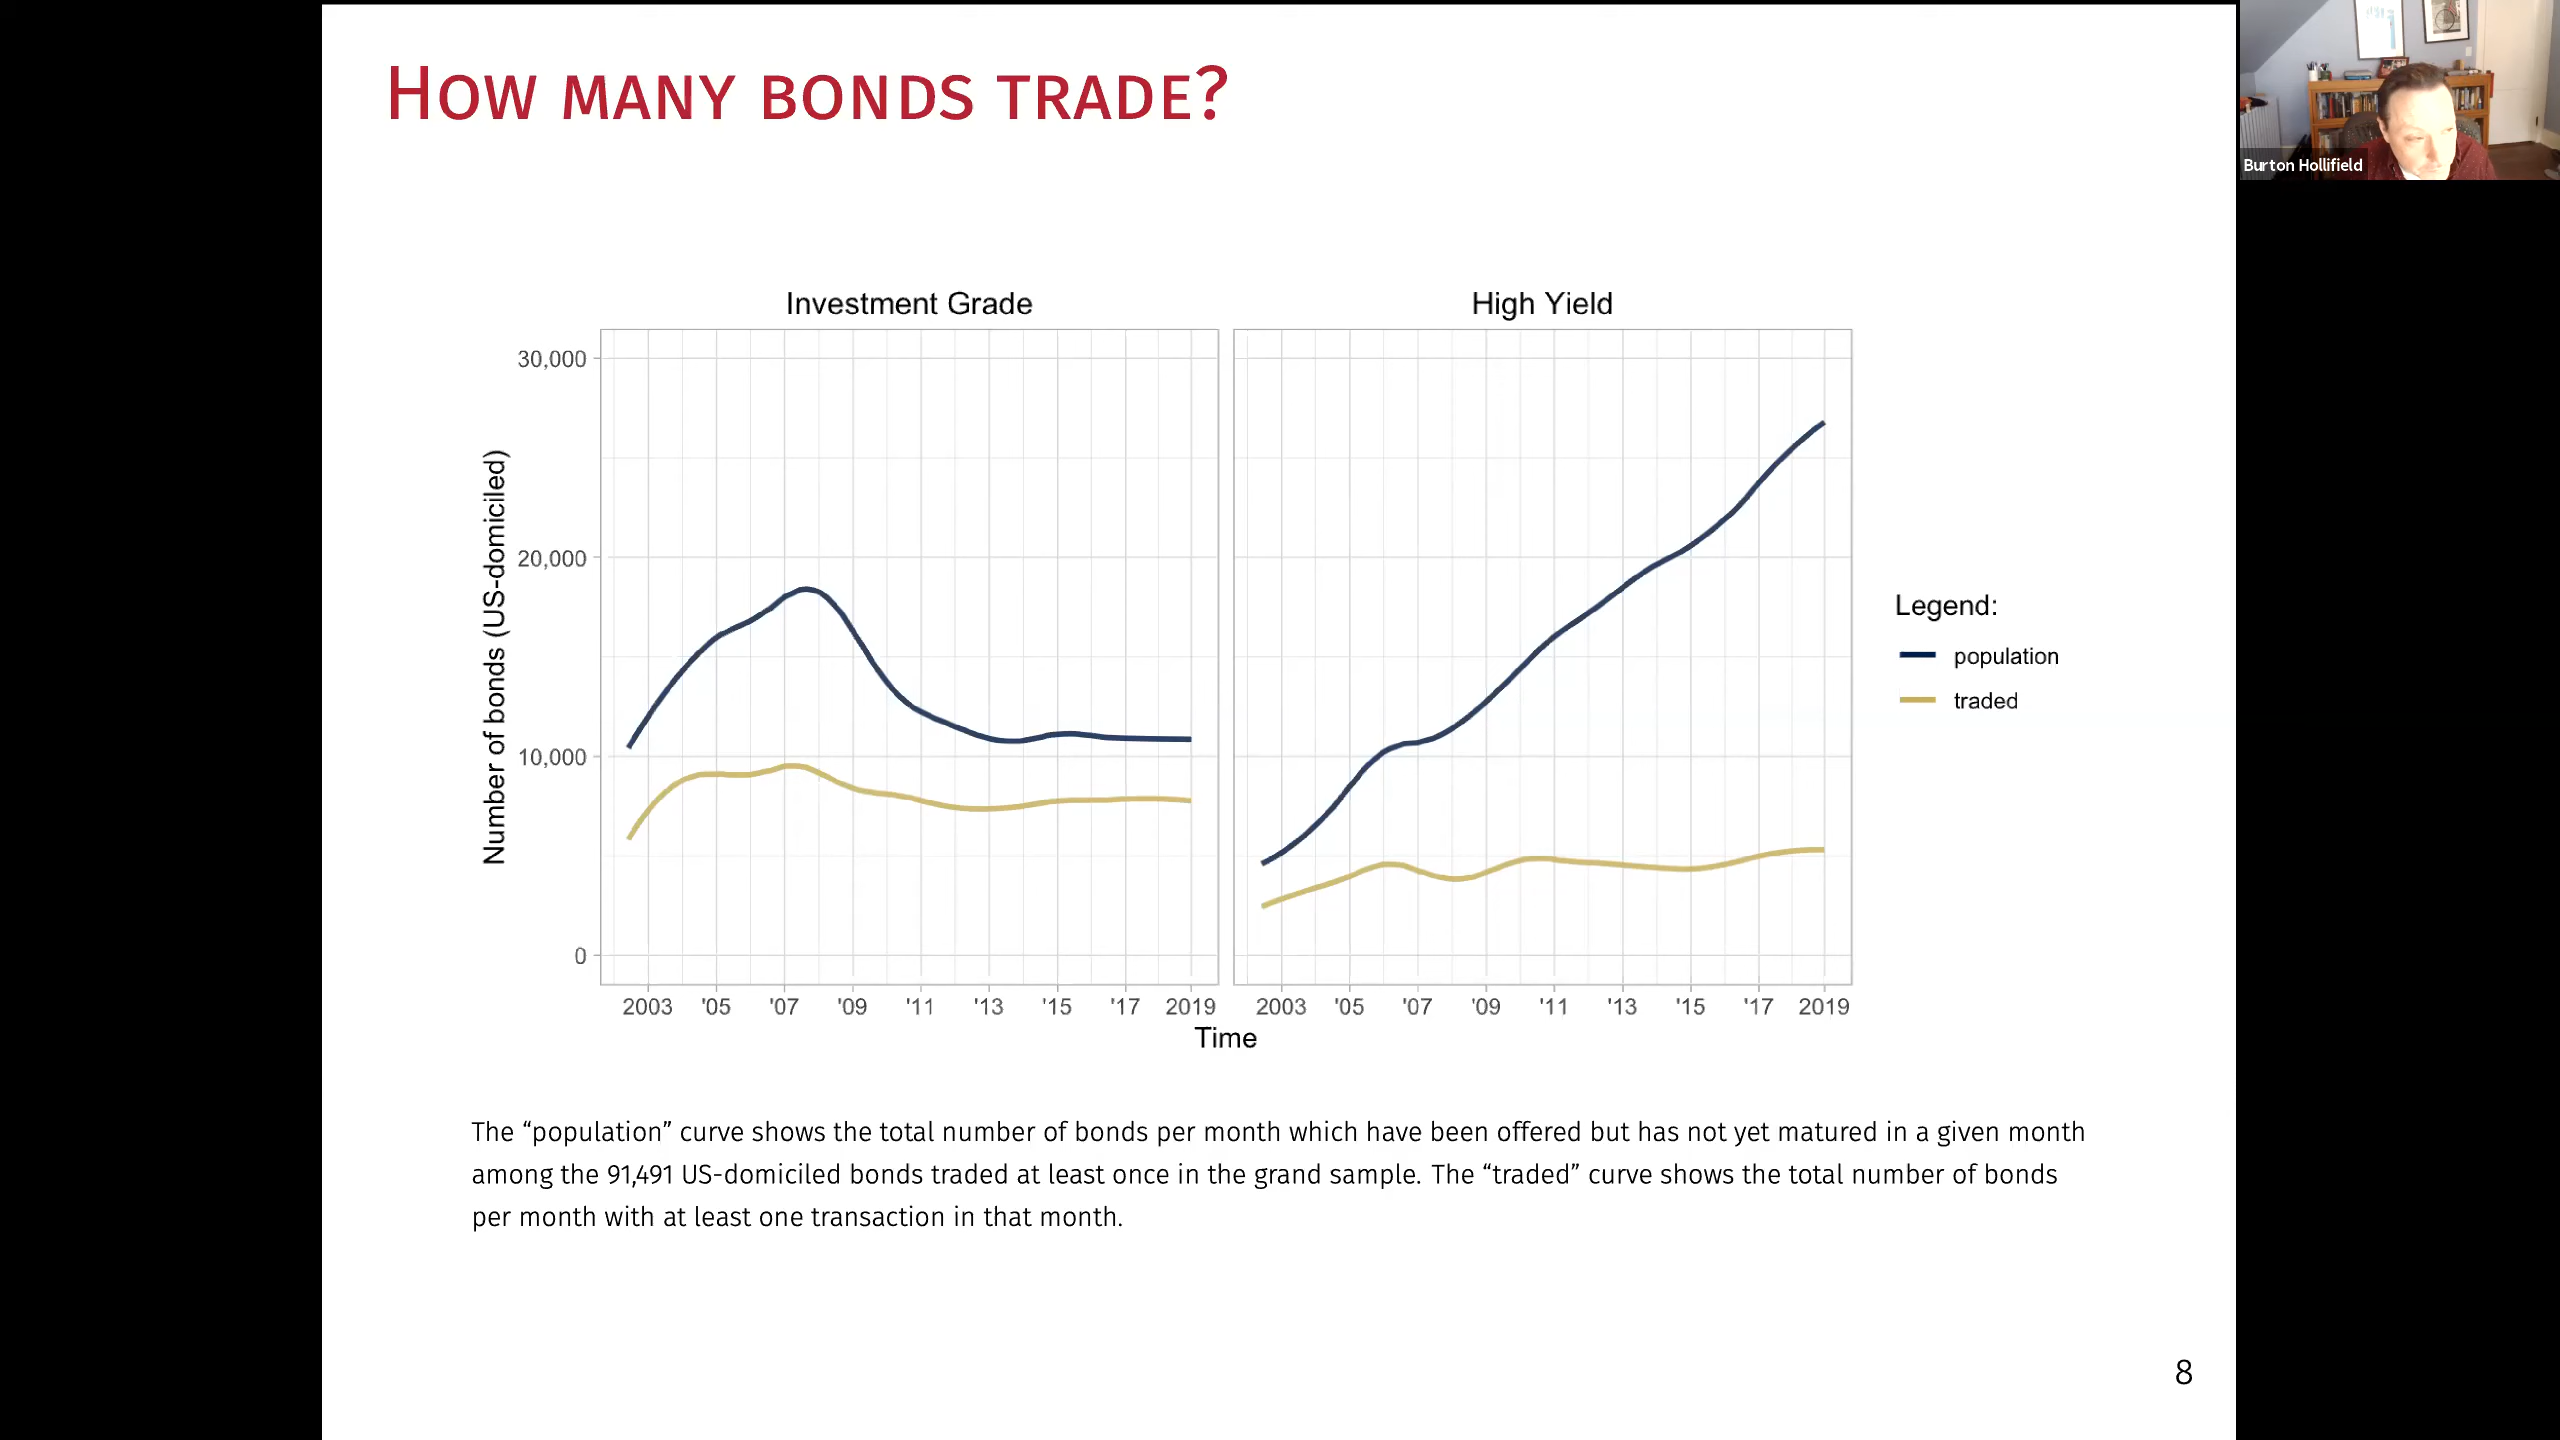 How many bonds trade?
Burton Hollifield
Investment Grade
High Yield
Number of bonds (US-domiciled)
30,000
20,000
10,000
0
2003 '05 '07 '09 '11 '13 '15 '17 2019
2003 '05 '07 '09 '11 '13 '15 '17 2019
Time
Legend:
population
traded
The “population” curve shows the total number of bonds per month which have been offered but has not yet matured in a given month
among the 91,491 US-domiciled bonds traded at least once in the grand sample. The “traded” curve shows the total number of bonds
per month with at least one transaction in that month.
8